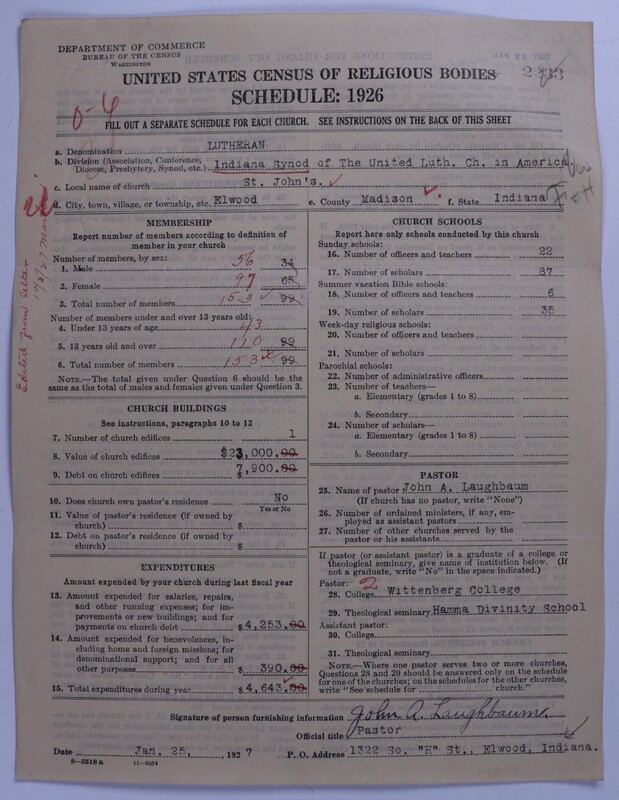 DEPARTMENT OF COMMERCE
BUREAU OF THE CENSUS
WASHINGTON
UNITED STATES CENSUS OF RELIGIOUS BODIES
SCHEDULE: 1926
0-4
FILL OUT A SEPARATE SCHEDULE FOR EACH CHURCH. SEE INSTRUCTIONS ON THE BACK OF THIS SHEET
a. Denomination LUTHERAN
b. Division (Association, Conference, Diocese, Presbytery, Synod, etc.) Indiana Synod of The United Luth. Ch. in America.
c. Local name of church St. John's.
d. City, town, village, or township, etc. Elwood e. County Madison f. State Indiana
MEMBERSHIP
Report number of members according to definition of
member in your church
Number of members, by sex:
1. Male 56 34
2. Female 97 65
3. Total number of members 153 99
Number of members under and over 13 years old:
4. Under 13 years of age 43
5. 13 years old and over 110 99
6. Total number of members 153 99
NOTE.—The total given under Question 6 should be the
same as the total of males and females given under Question 3.
CHURCH BUILDINGS
See instructions, paragraphs 10 to 12
7. Number of church edifices 1
8. Value of church edifices $23,000.00
9. Debt on church edifices $ 7,900.00
10. Does church own pastor's residence No
Yes or No
11. Value of pastor's residence (if owned by
church) $
12. Debt on pastor's residence (if owned by
church) $
EXPENDITURES
Amount expended by your church during last fiscal year
13. Amount expended for salaries, repairs,
and other running expenses; for im-
provements or new buildings; and for
payments on church debt $4,253.00
14. Amount expended for benevolences, in-
cluding home and foreign missions; for
denominational support; and for all
other purposes $ 390.00
15. Total expenditures during year $4,643.00
CHURCH SCHOOLS
Report here only schools conducted by this church
Sunday schools:
16. Number of officers and teachers 22
17. Number of scholars 87
Summer vacation Bible schools:
18. Number of officers and teachers 6
19. Number of scholars 35
Week-day religious schools:
20. Number of officers and teachers
21. Number of scholars
Parochial schools:
22. Number of administrative officers
23. Number of teachers—
a. Elementary (grades 1 to 8)
b. Secondary
24. Number of scholars—
a. Elementary (grades 1 to 8)
b. Secondary
PASTOR
25. Name of pastor John A. Laughbaum
(If church has no pastor, write "None")
26. Number of ordained ministers, if any, em-
ployed as assistant pastors
27. Number of other churches served by the
pastor or his assistants
If pastor (or assistant pastor) is a graduate of a college or
theological seminary, give name of institution below. (If
not a graduate, write "No" in the space indicated.)
Pastor: 2
28. College Wittenberg College
29. Theological seminary Hamma Divinity School
Assistant pastor:
30. College
31. Theological seminary
NOTE.—Where one pastor serves two or more churches,
Questions 28 and 29 should be answered only on the schedule
for one of the churches; on the schedules for the other churches,
write "See schedule for church."
Signature of person furnishing information John A. Laughbaum
Official title Pastor
Date Jan. 25, 1927 P. O. Address 1322 So. "H" St., Elwood, Indiana.
8-5518a 11-9054